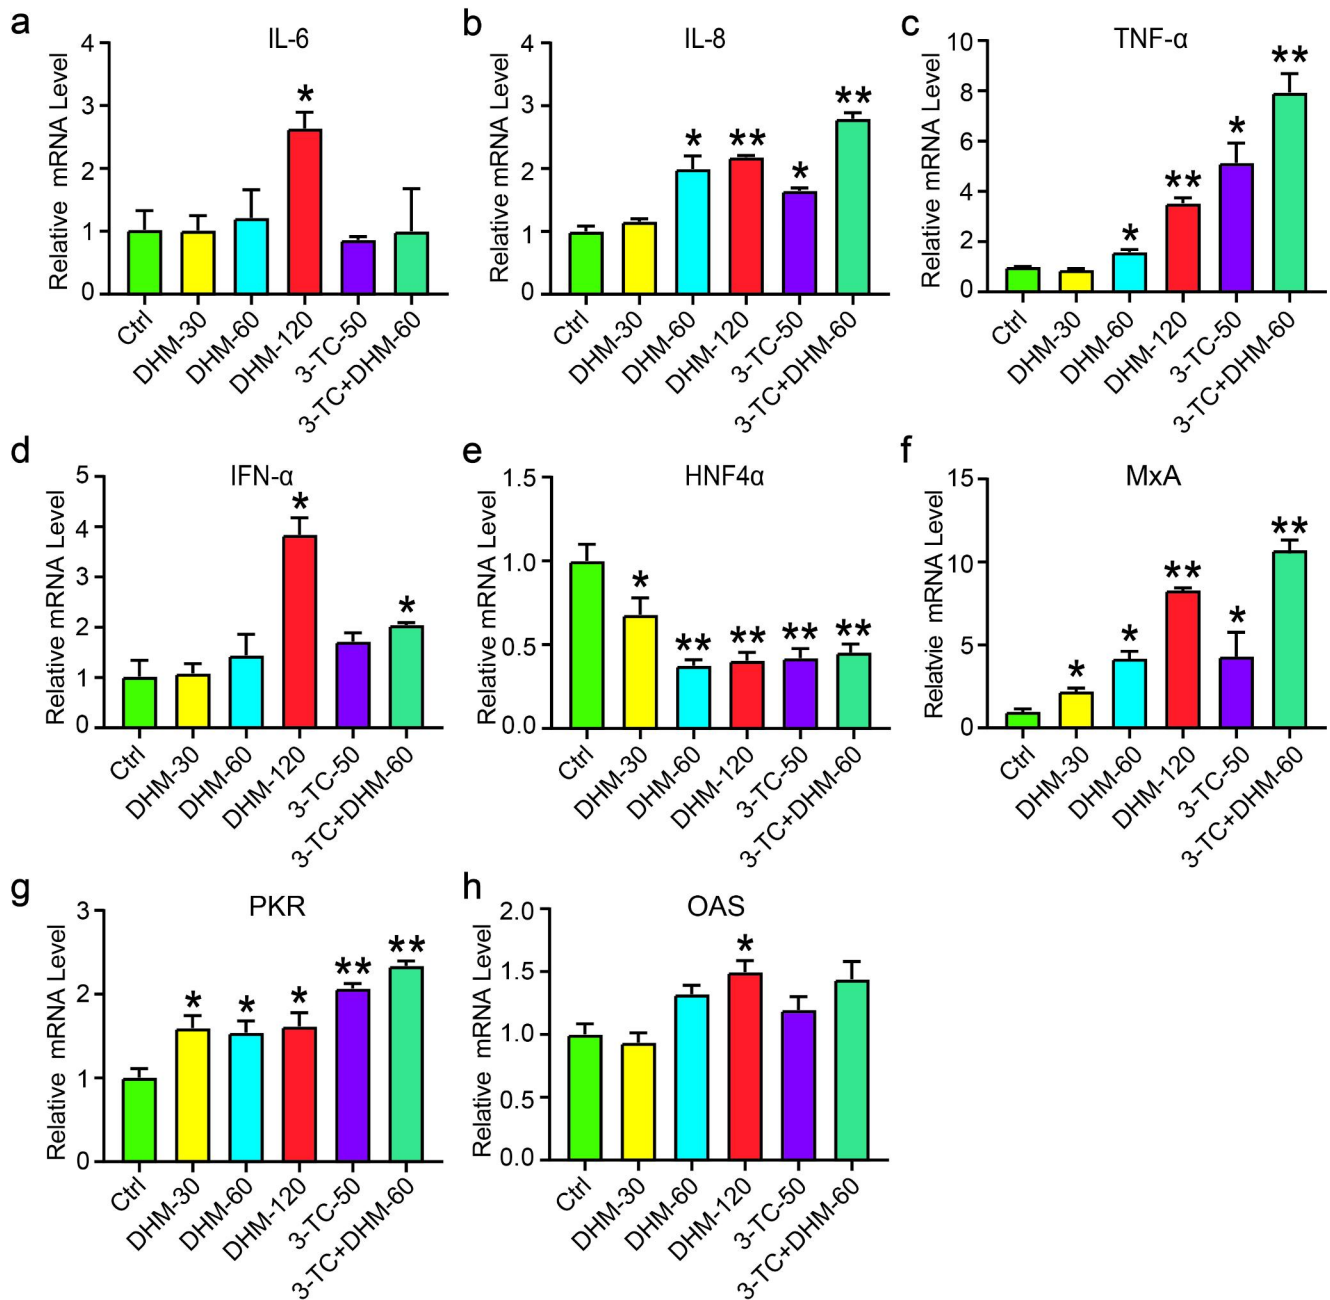 a
IL-6
Relative mRNA Level
4
3
2
1
0
*
Ctrl
DHM-30
DHM-60
DHM-120
3-TC-50
3-TC+DHM-60
b
IL-8
Relative mRNA Level
4
3
2
1
0
*
**
*
**
Ctrl
DHM-30
DHM-60
DHM-120
3-TC-50
3-TC+DHM-60
c
TNF-α
Relative mRNA Level
10
8
6
4
2
0
*
**
*
**
Ctrl
DHM-30
DHM-60
DHM-120
3-TC-50
3-TC+DHM-60
d
IFN-α
Relative mRNA Level
5
4
3
2
1
0
*
*
Ctrl
DHM-30
DHM-60
DHM-120
3-TC-50
3-TC+DHM-60
e
HNF4α
Relative mRNA Level
1.5
1.0
0.5
0.0
*
**
**
**
**
Ctrl
DHM-30
DHM-60
DHM-120
3-TC-50
3-TC+DHM-60
f
MxA
Relatvie mRNA Level
15
10
5
0
*
*
**
*
**
Ctrl
DHM-30
DHM-60
DHM-120
3-TC-50
3-TC+DHM-60
g
PKR
Relative mRNA Level
3
2
1
0
*
*
*
**
**
Ctrl
DHM-30
DHM-60
DHM-120
3-TC-50
3-TC+DHM-60
h
OAS
Relative mRNA Level
2.0
1.5
1.0
0.5
0.0
*
Ctrl
DHM-30
DHM-60
DHM-120
3-TC-50
3-TC+DHM-60